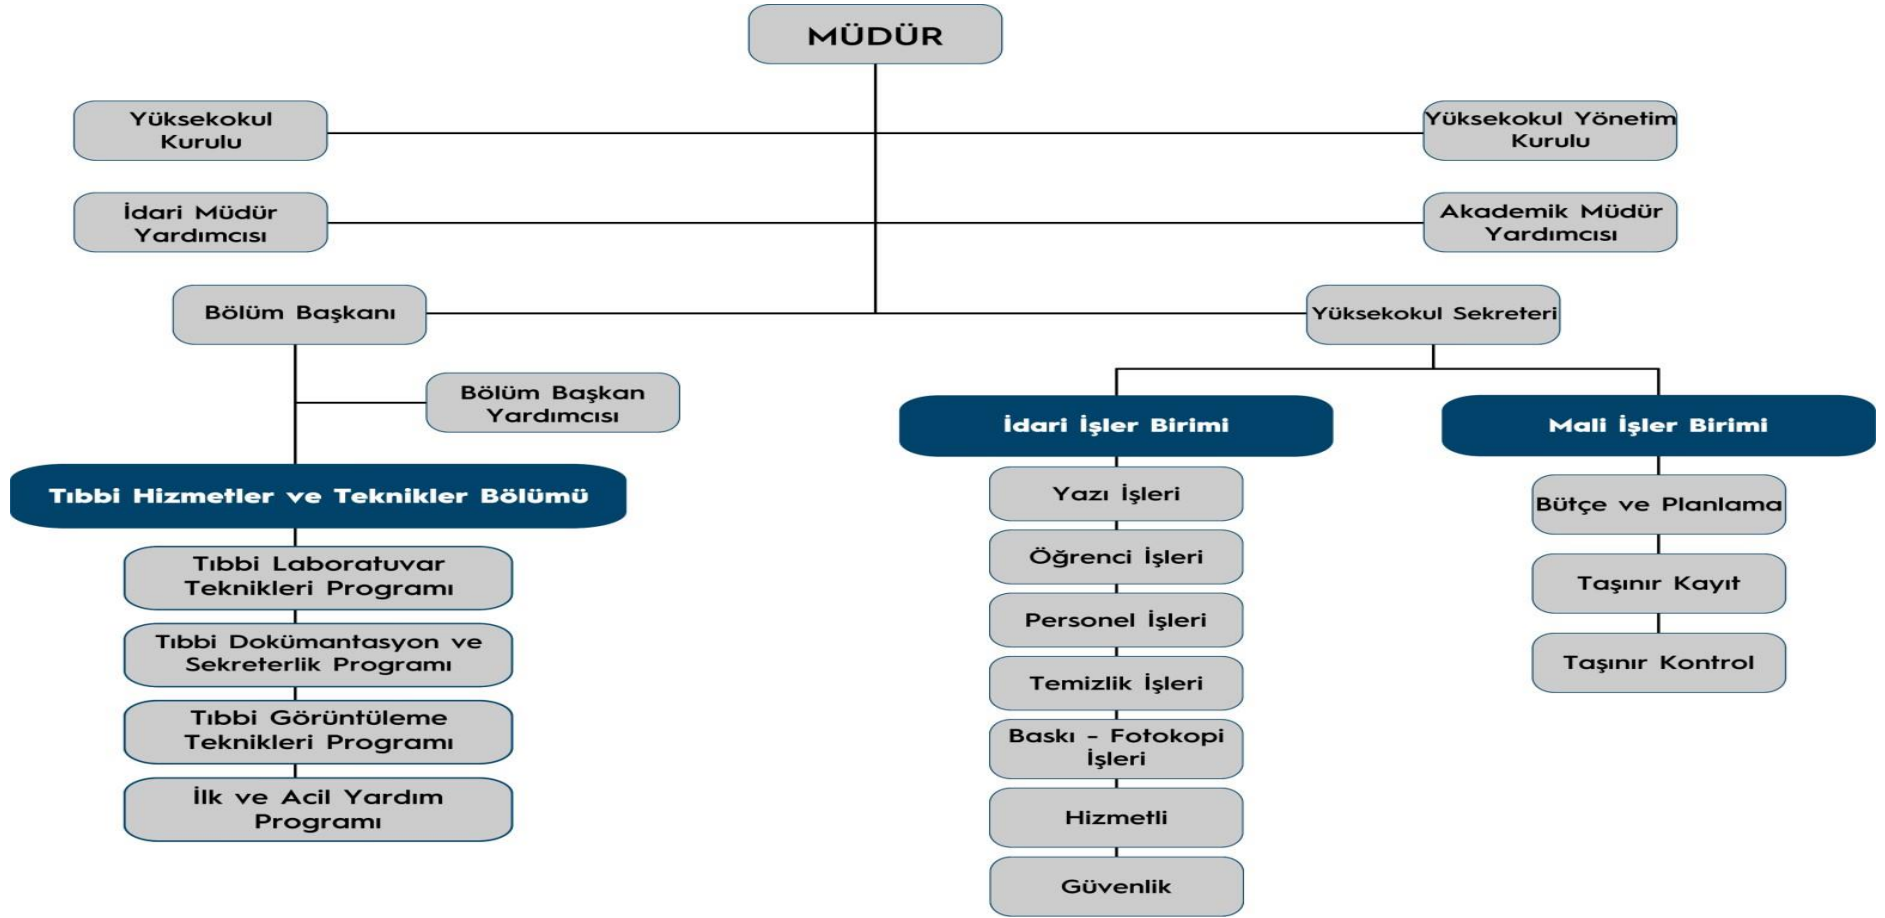 MÜDÜR
Yüksekokul
Kurulu
Yüksekokul Yönetim
Kurulu
İdari Müdür
Yardımcısı
Akademik Müdür
Yardımcısı
Bölüm Başkanı
Yüksekokul Sekreteri
Bölüm Başkan
Yardımcısı
Tıbbi Hizmetler ve Teknikler Bölümü
Tıbbi Laboratuvar
Teknikleri Programı
Tıbbi Dokümantasyon ve
Sekreterlik Programı
Tıbbi Görüntüleme
Teknikleri Programı
İlk ve Acil Yardım
Programı
İdari İşler Birimi
Yazı İşleri
Öğrenci İşleri
Personel İşleri
Temizlik İşleri
Baskı - Fotokopi
İşleri
Hizmetli
Güvenlik
Mali İşler Birimi
Bütçe ve Planlama
Taşınır Kayıt
Taşınır Kontrol